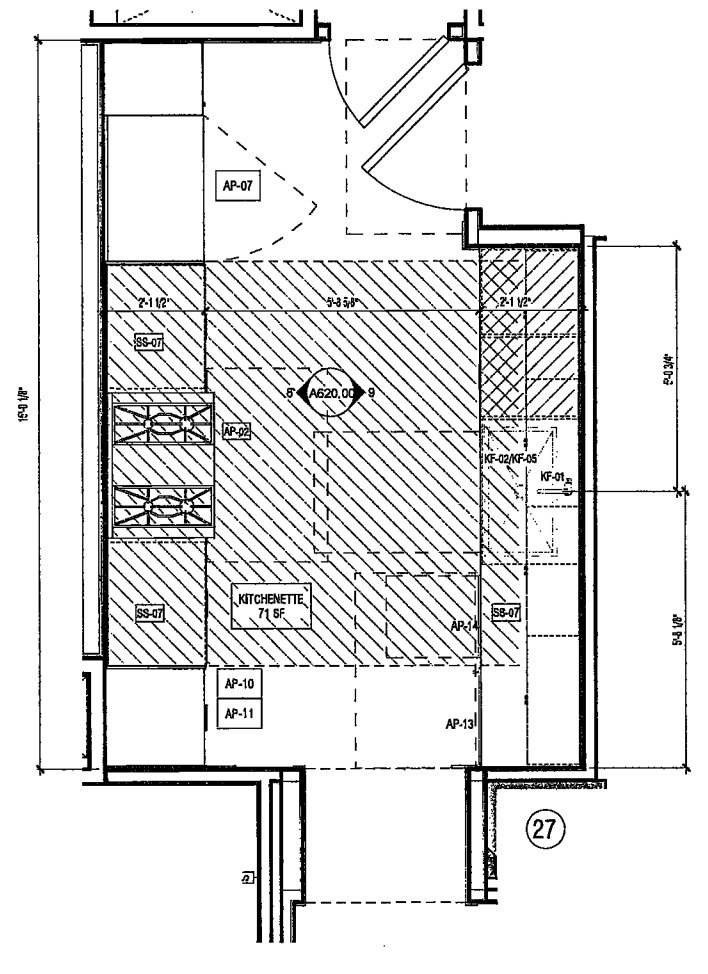 AP-07
2'-1 1/2"
5'-8 5/8"
2'-1 1/2"
SS-07
8 A620.00 9
AP-02
KF-02/KF-05
KF-01
15'-0 1/8"
5'-0 3/4"
KITCHENETTE
71 SF
SS-07
AP-14
SS-07
5'-8 1/8"
AP-10
AP-11
AP-13
27